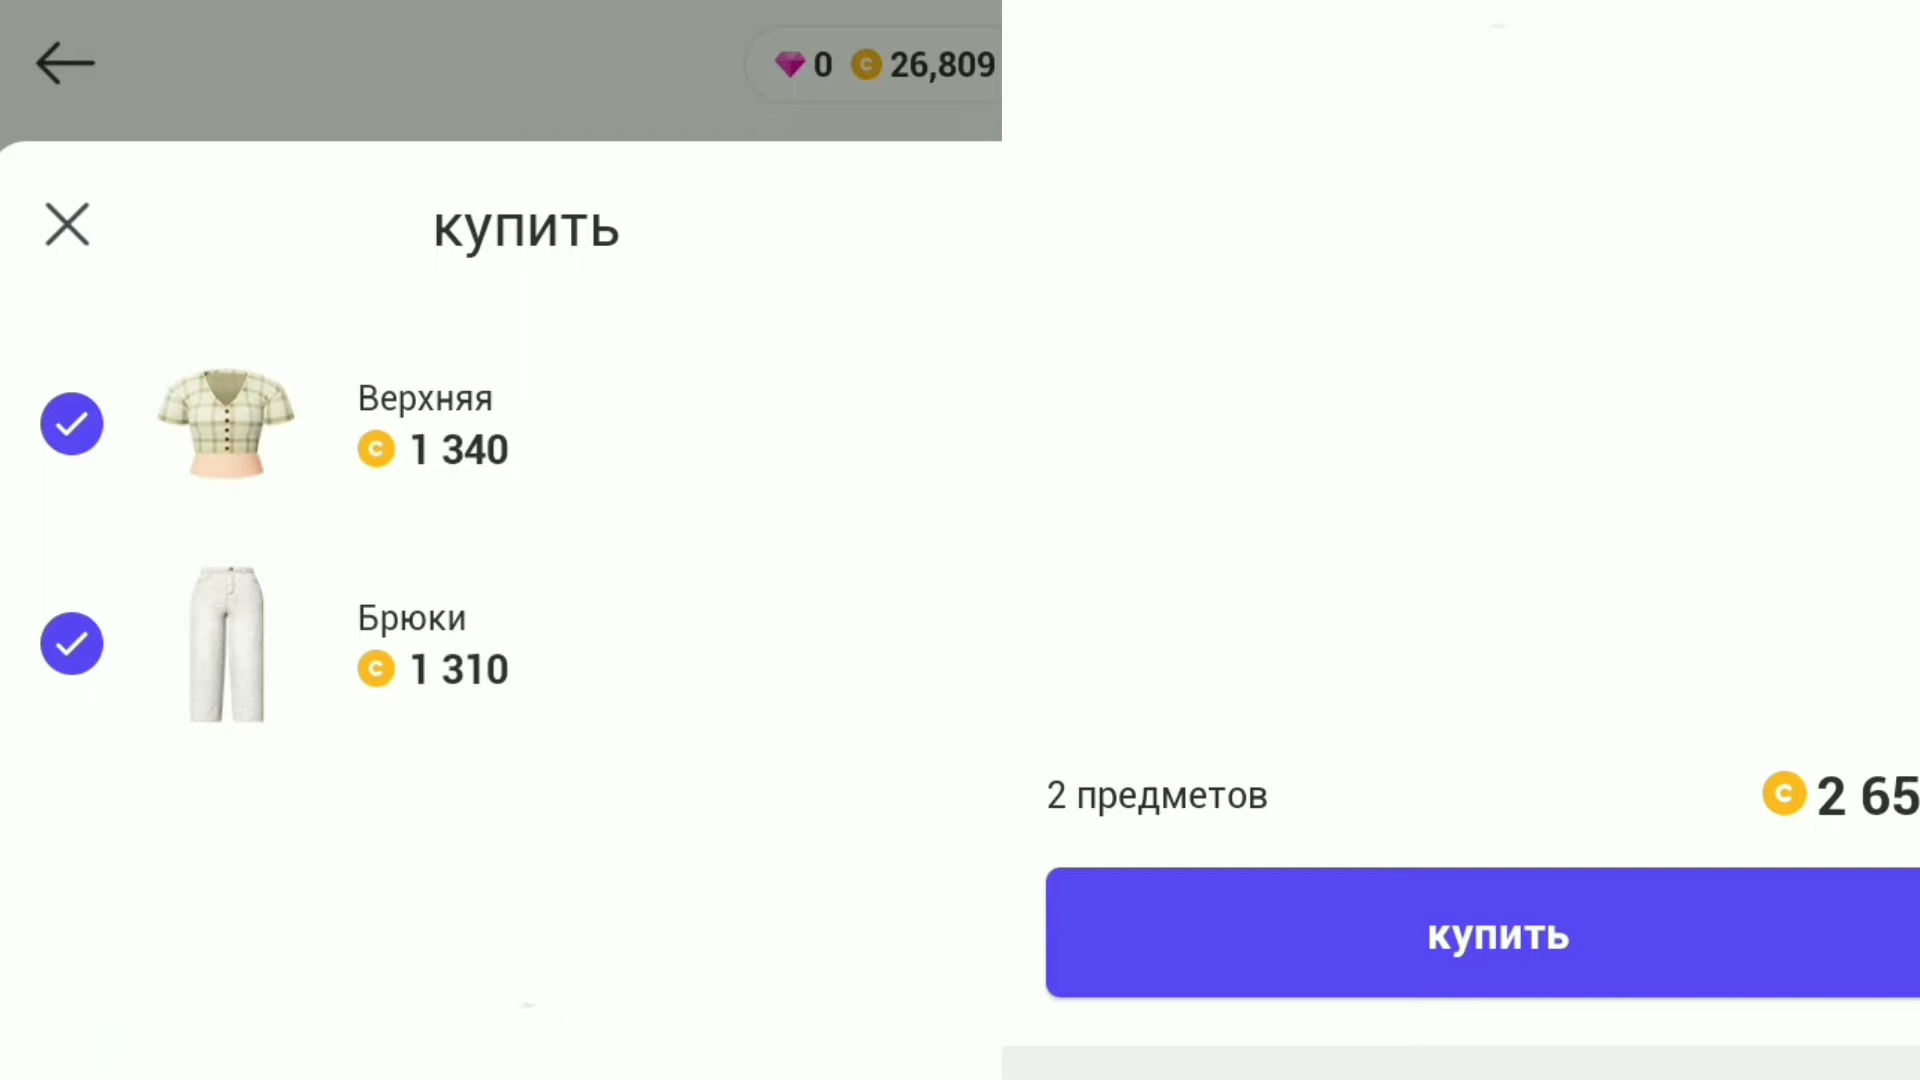 0 26,809
купить
Верхняя
1 340
Брюки
1 310
2 предметов
2 65
купить